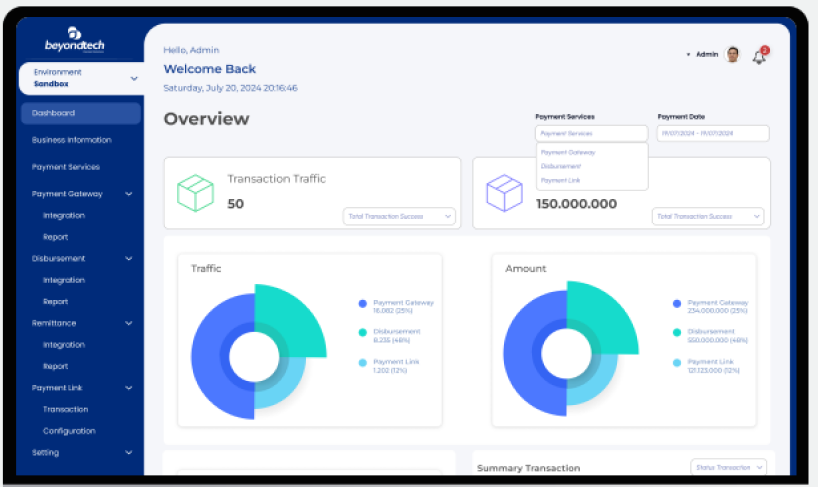 beyondtech
Environment
Sandbox
Dashboard
Business Information
Payment Services
Payment Gateway
Integration
Report
Disbursement
Integration
Report
Remittance
Integration
Report
Payment Link
Transaction
Configuration
Setting
Hello, Admin
Welcome Back
Saturday, July 20, 2024 20:16:46
Admin
2
Overview
Payment Services
Payment Date
Payment Services
19/07/2024 - 19/07/2024
Payment Gateway
Disbursement
Payment Link
Transaction Traffic
50
Total Transaction Success
150.000.000
Total Transaction Success
Traffic
Payment Gateway
16.082 (25%)
Disbursement
8.235 (48%)
Payment Link
1.202 (12%)
Amount
Payment Gateway
234.000.000 (25%)
Disbursement
550.000.000 (48%)
Payment Link
121.123.000 (12%)
Summary Transaction
Status Transaction